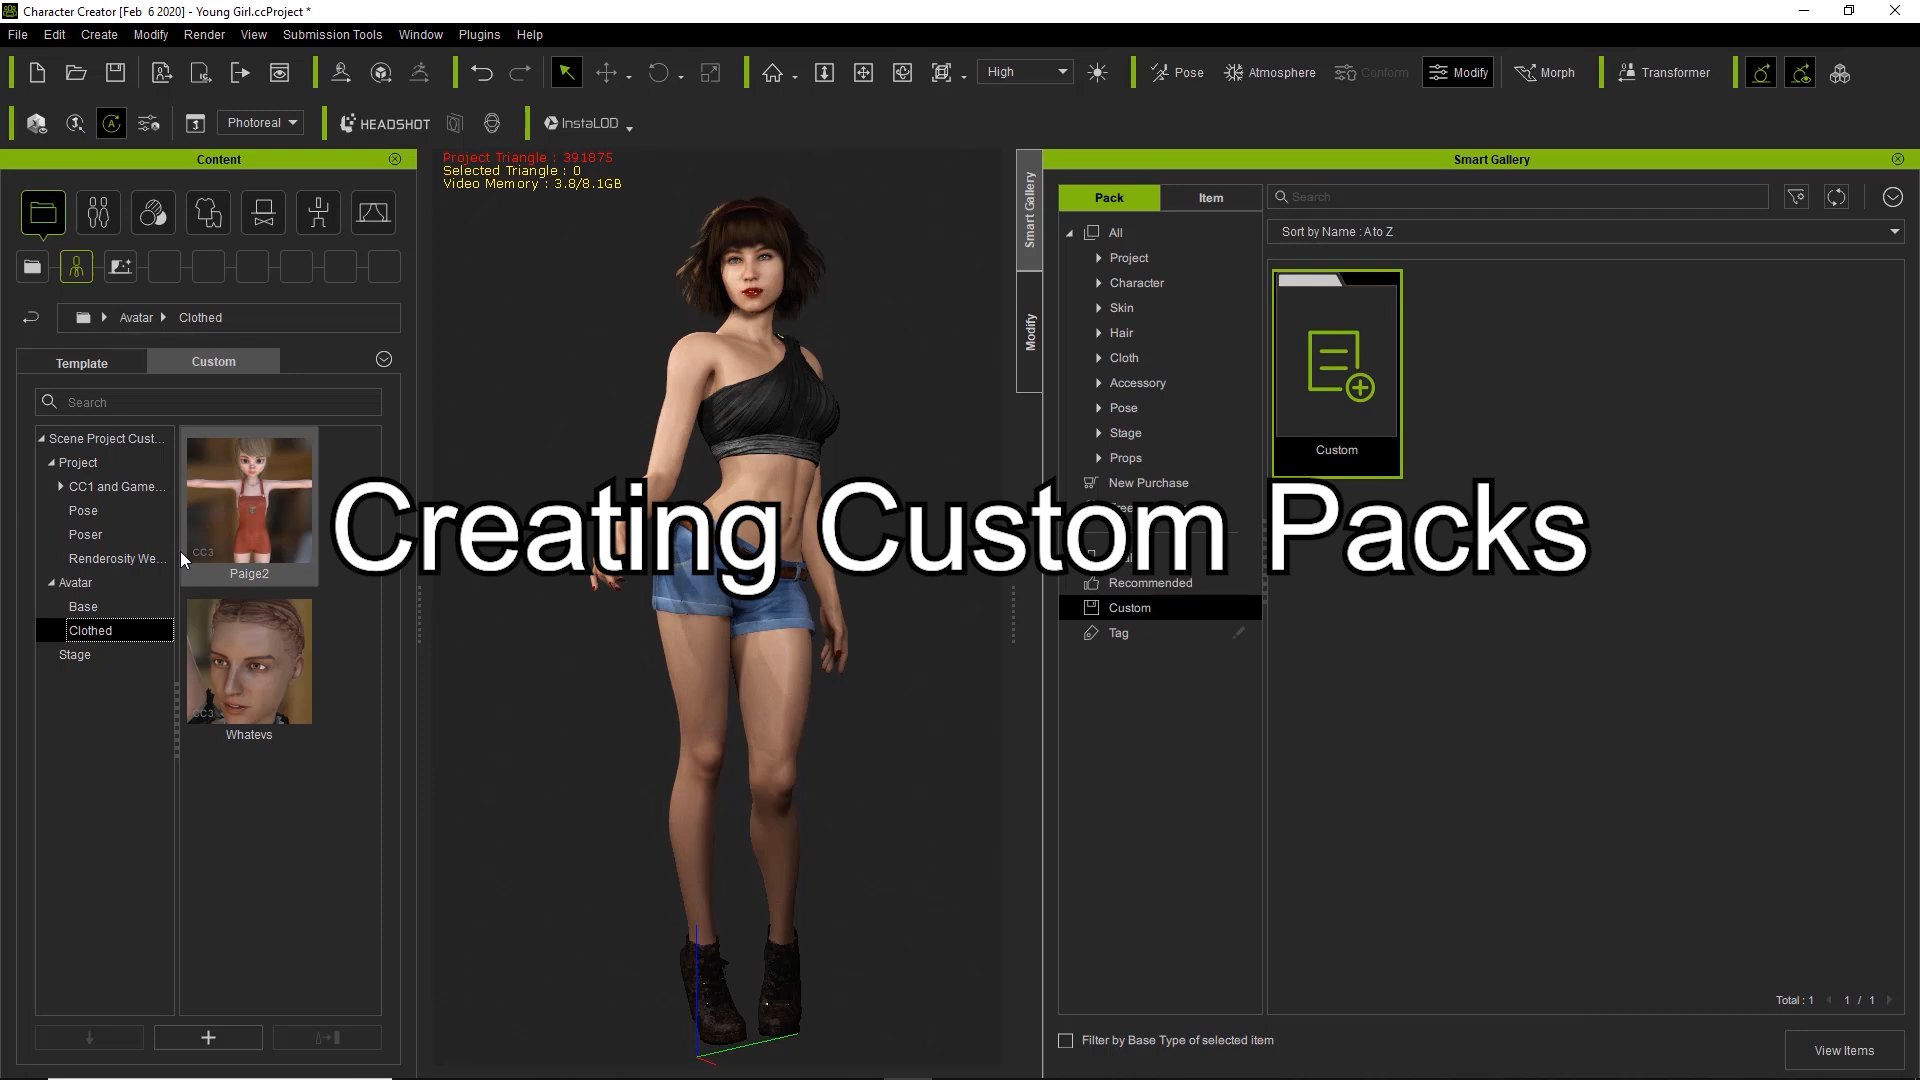 Character Creator [Feb  6 2020] - Young Girl.ccProject *
File Edit Create Modify Render View Submission Tools Window Plugins Help
High Pose Atmosphere Conform Modify Morph Transformer
Photoreal HEADSHOT InstaLOD
Content
Avatar Clothed
Template Custom
Search
Scene Project Cust...
Project
CC1 and Game...
Pose
Poser
Renderosity We...
Avatar
Base
Clothed
Stage
CC3
Paige2
CC3
Whatevs
Project Triangle : 391875
Selected Triangle : 0
Video Memory : 3.8/8.1GB
Creating Custom Packs
Smart Gallery
Modify
Smart Gallery
Pack Item
Search
Sort by Name : A to Z
All
Project
Character
Skin
Hair
Cloth
Accessory
Pose
Stage
Props
New Purchase
Recommended
Custom
Tag
Custom
Total : 1 1 / 1
Filter by Base Type of selected item
View Items